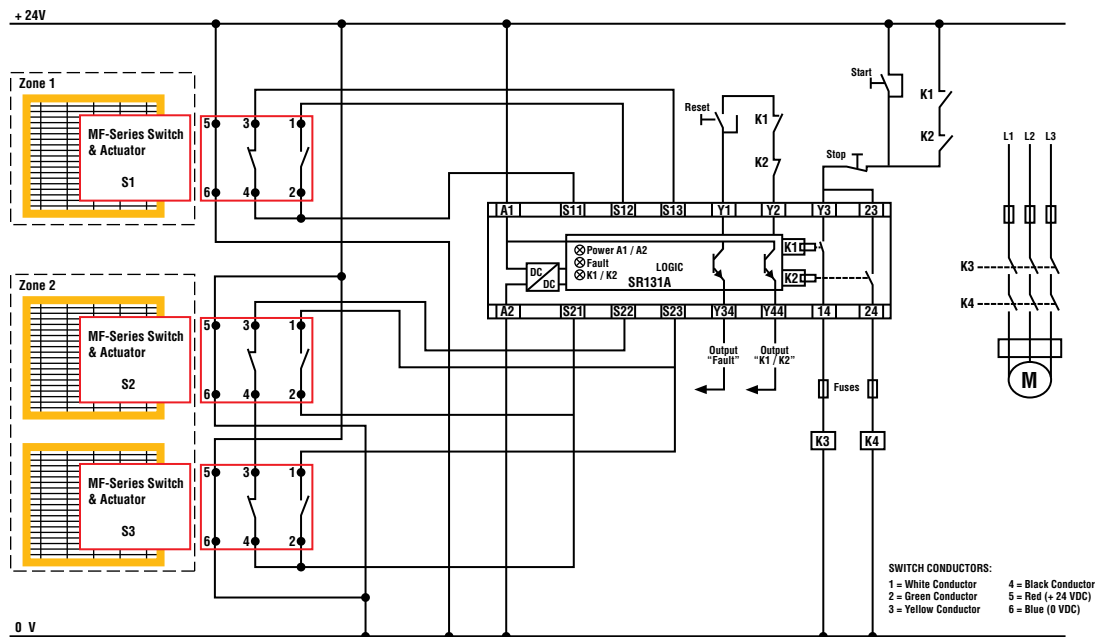 + 24V
Zone 1
MF-Series Switch
& Actuator
S1
5 3 1
6 4 2
Zone 2
MF-Series Switch
& Actuator
S2
5 3 1
6 4 2
MF-Series Switch
& Actuator
S3
5 3 1
6 4 2
0 V
Reset
K1
K2
Start
Stop
K1
K2
A1 S11 S12 S13 Y1 Y2 Y3 23
Power A1 / A2
Fault
K1 / K2
LOGIC
SR131A
DC
DC
K1
K2
A2 S21 S22 S23 Y34 Y44 14 24
Output
“Fault”
Output
“K1 / K2”
Fuses
K3 K4
L1 L2 L3
K3
K4
M
SWITCH CONDUCTORS:
1 = White Conductor
2 = Green Conductor
3 = Yellow Conductor
4 = Black Conductor
5 = Red (+ 24 VDC)
6 = Blue (0 VDC)